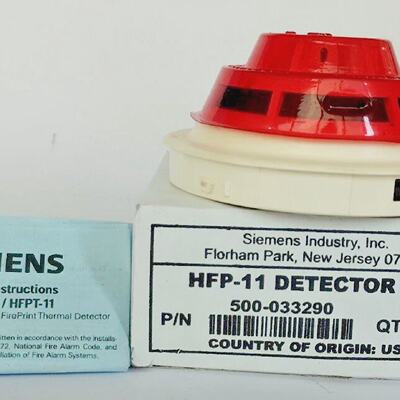 IENS
structions
/ HFPT-11
FirePrint Thermal Detector
itten in accordance with the installa-
72, National Fire Alarm Code, and
llation of Fire Alarm Systems.
Siemens Industry, Inc.
Florham Park, New Jersey 07
HFP-11 DETECTOR
500-033290
P/N
QT
COUNTRY OF ORIGIN: US